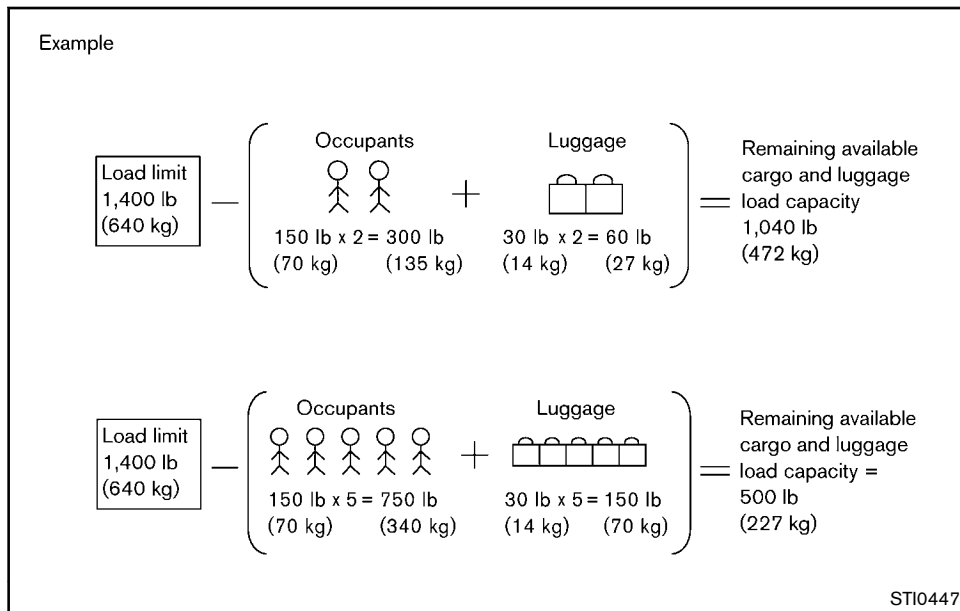 Example
Load limit
1,400 lb
(640 kg)
Occupants
150 lb x 2 = 300 lb
(70 kg) (135 kg)
Luggage
30 lb x 2 = 60 lb
(14 kg) (27 kg)
Remaining available
cargo and luggage
load capacity
1,040 lb
(472 kg)
Load limit
1,400 lb
(640 kg)
Occupants
150 lb x 5 = 750 lb
(70 kg) (340 kg)
Luggage
30 lb x 5 = 150 lb
(14 kg) (70 kg)
Remaining available
cargo and luggage
load capacity =
500 lb
(227 kg)
STI0447